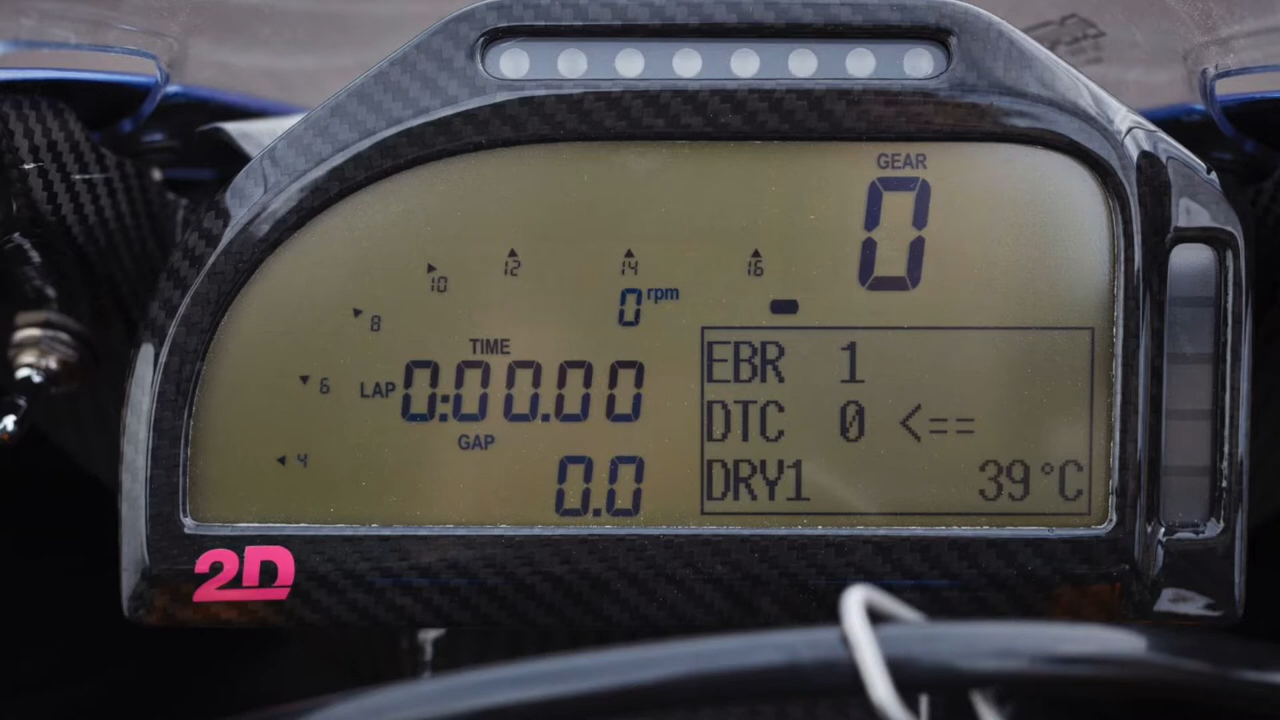 GEAR
0
10 12 14 16
0 rpm
8
TIME
EBR 1
6 LAP 0:00.00
DTC 0 <==
GAP
4 0.0
DRY1 39°C
2D